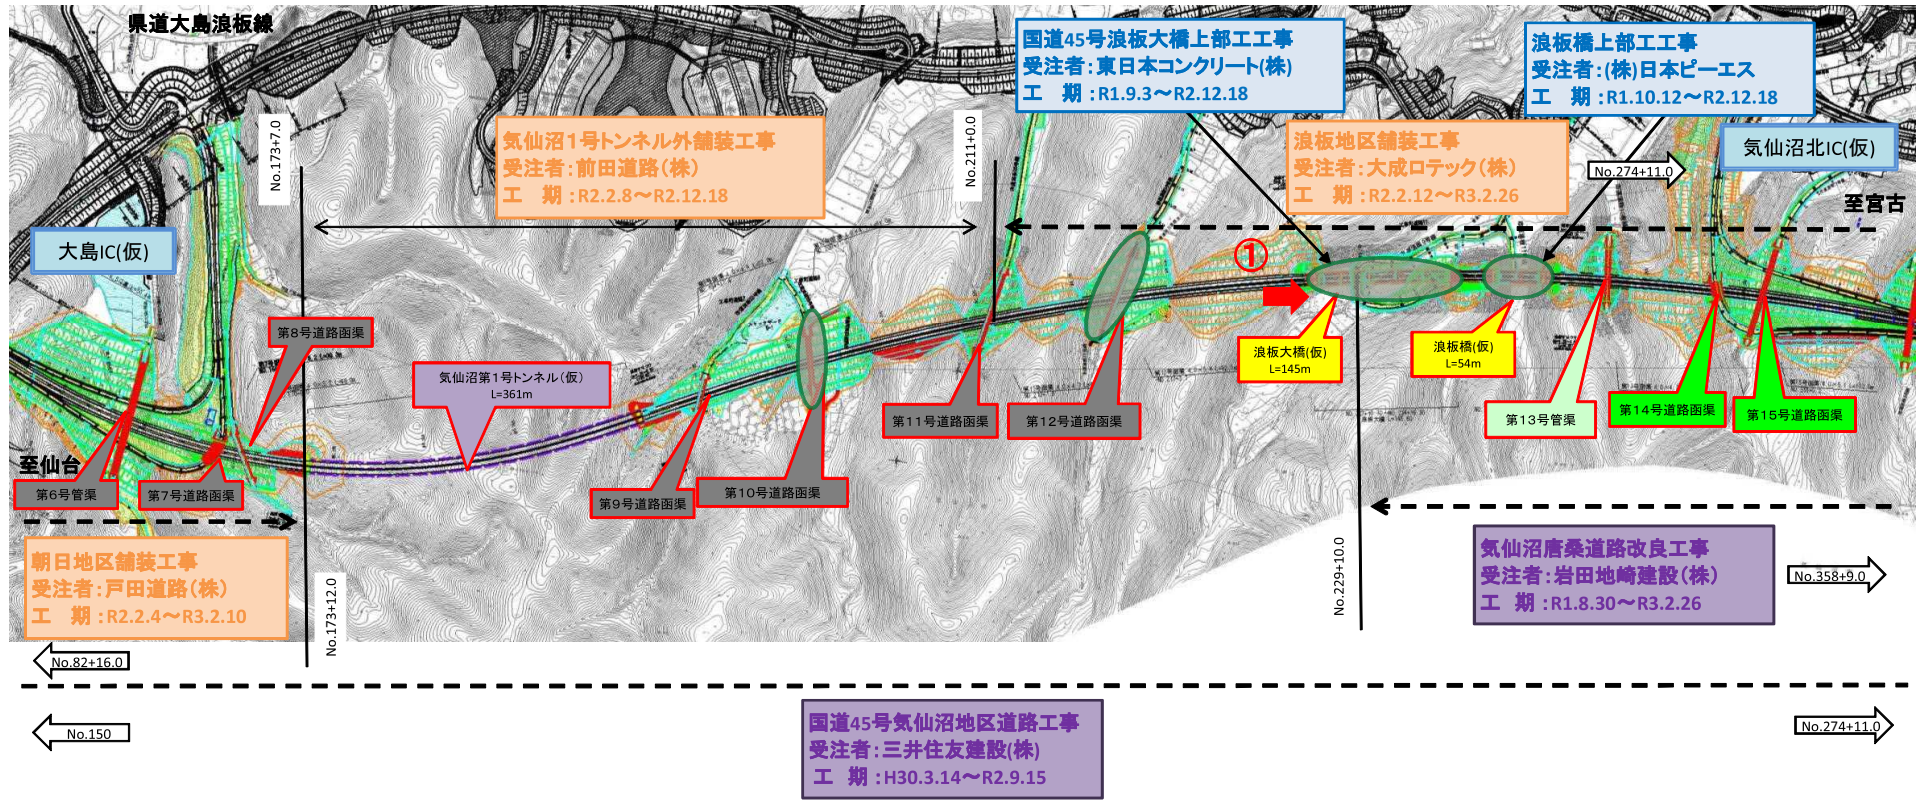 県道大島浪板線
国道45号浪板大橋上部工工事
受注者:東日本コンクリート(株)
工 期:R1.9.3～R2.12.18
浪板橋上部工工事
受注者:(株)日本ピーエス
工 期:R1.10.12～R2.12.18
気仙沼1号トンネル外舗装工事
受注者:前田道路(株)
工 期:R2.2.8～R2.12.18
浪板地区舗装工事
受注者:大成ロテック(株)
工 期:R2.2.12～R3.2.26
No.173+7.0
No.211+0.0
No.274+11.0
気仙沼北IC(仮)
至宮古
大島IC(仮)
①
第8号道路函渠
気仙沼第1号トンネル(仮)
L=361m
浪板大橋(仮)
L=145m
浪板橋(仮)
L=54m
第11号道路函渠
第12号道路函渠
第13号管渠
第14号道路函渠
第15号道路函渠
至仙台
第6号管渠
第7号道路函渠
第9号道路函渠
第10号道路函渠
朝日地区舗装工事
受注者:戸田道路(株)
工 期:R2.2.4～R3.2.10
No.173+12.0
No.229+10.0
気仙沼唐桑道路改良工事
受注者:岩田地崎建設(株)
工 期:R1.8.30～R3.2.26
No.358+9.0
No.82+16.0
No.150
国道45号気仙沼地区道路工事
受注者:三井住友建設(株)
工 期:H30.3.14～R2.9.15
No.274+11.0